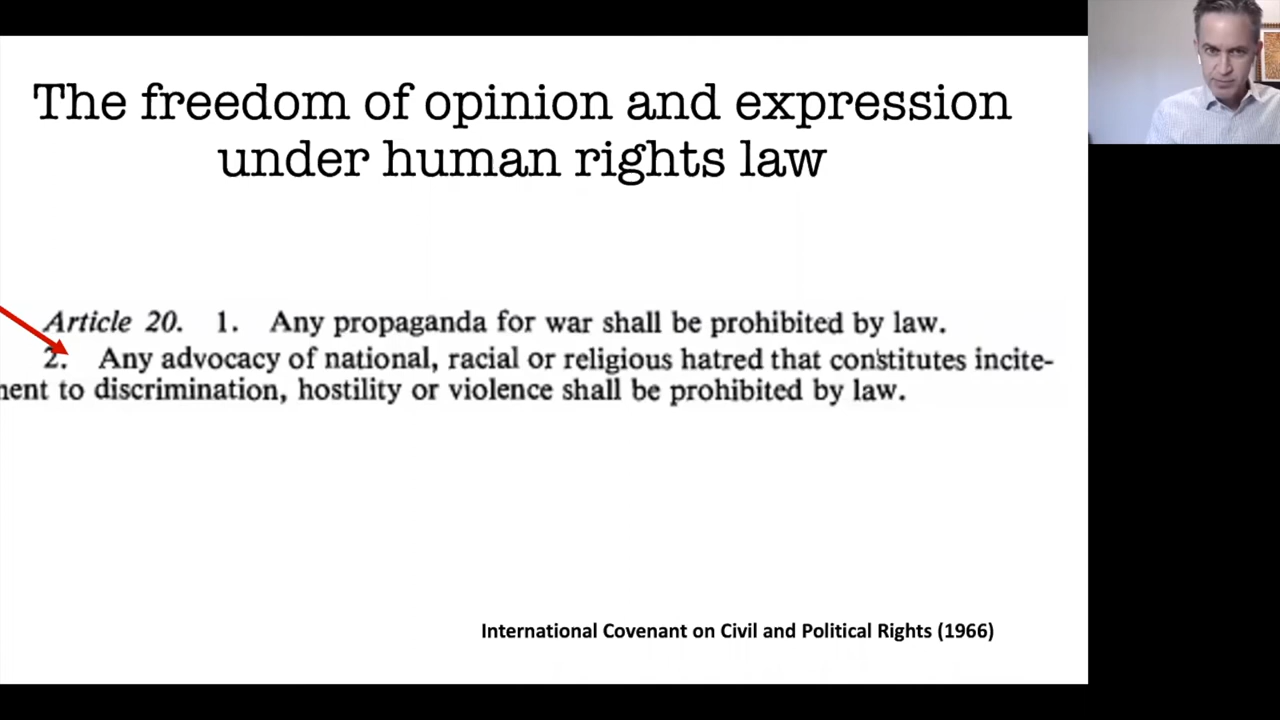 The freedom of opinion and expression
under human rights law
Article 20. 1. Any propaganda for war shall be prohibited by law.
2. Any advocacy of national, racial or religious hatred that constitutes incite-
to discrimination, hostility or violence shall be prohibited by law.
International Covenant on Civil and Political Rights (1966)